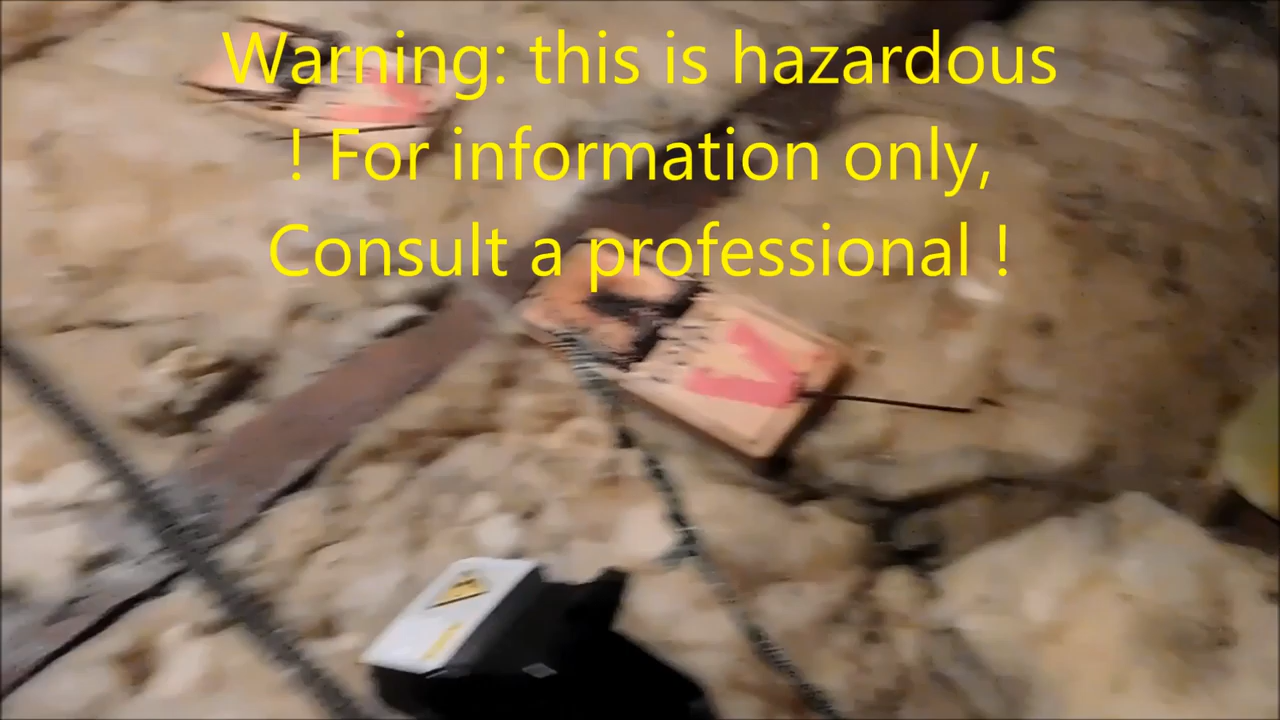 Warning: this is hazardous
! For information only,
Consult a professional !